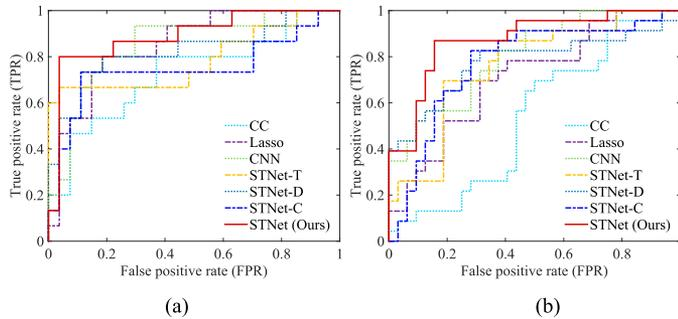 1
0.8
0.6
0.4
0.2
0
True positive rate (TPR)
CC
Lasso
CNN
STNet-T
STNet-D
STNet-C
STNet (Ours)
0 0.2 0.4 0.6 0.8 1
False positive rate (FPR)
(a)
1
0.8
0.6
0.4
0.2
0
True positive rate (TPR)
CC
Lasso
CNN
STNet-T
STNet-D
STNet-C
STNet (Ours)
0 0.2 0.4 0.6 0.8
False positive rate (FPR)
(b)